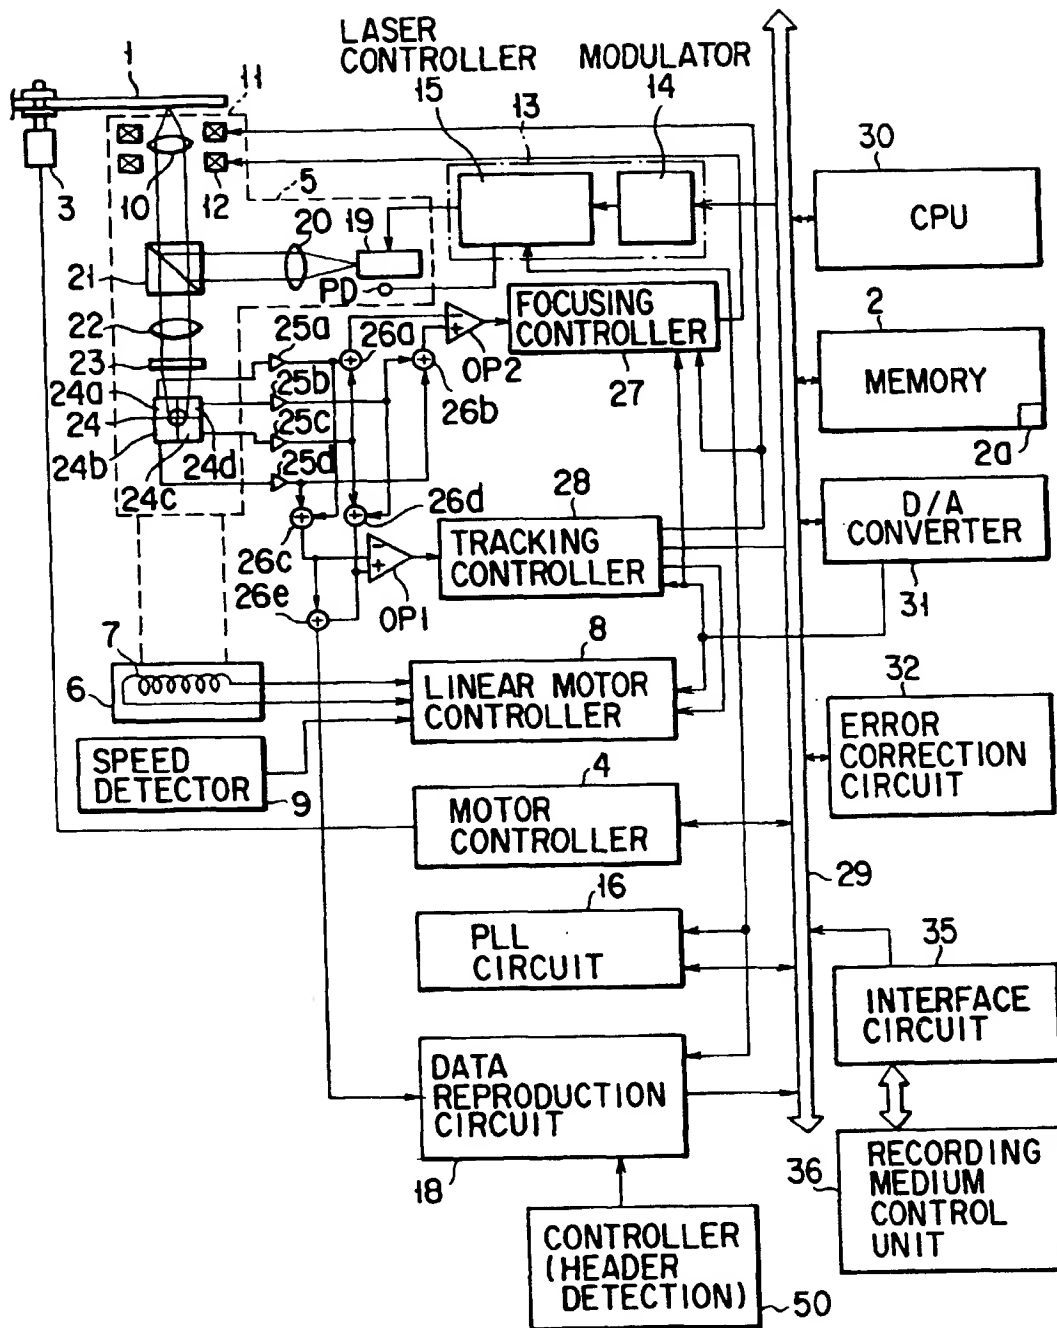 LASER
CONTROLLER
MODULATOR
1
11
15
13
14
3
10
12
5
20
19
21
PD
22
25a
26a
FOCUSING
CONTROLLER
OP2
27
23
24a
25b
26b
24
25c
24b
24d
25d
24c
26d
28
26c
TRACKING
CONTROLLER
26e
OP1
7
6
8
LINEAR MOTOR
CONTROLLER
SPEED
DETECTOR
9
4
MOTOR
CONTROLLER
16
PLL
CIRCUIT
DATA
REPRODUCTION
CIRCUIT
18
CONTROLLER
(HEADER
DETECTION)
50
30
CPU
2
MEMORY
2a
D/A
CONVERTER
31
32
ERROR
CORRECTION
CIRCUIT
29
35
INTERFACE
CIRCUIT
36
RECORDING
MEDIUM
CONTROL
UNIT